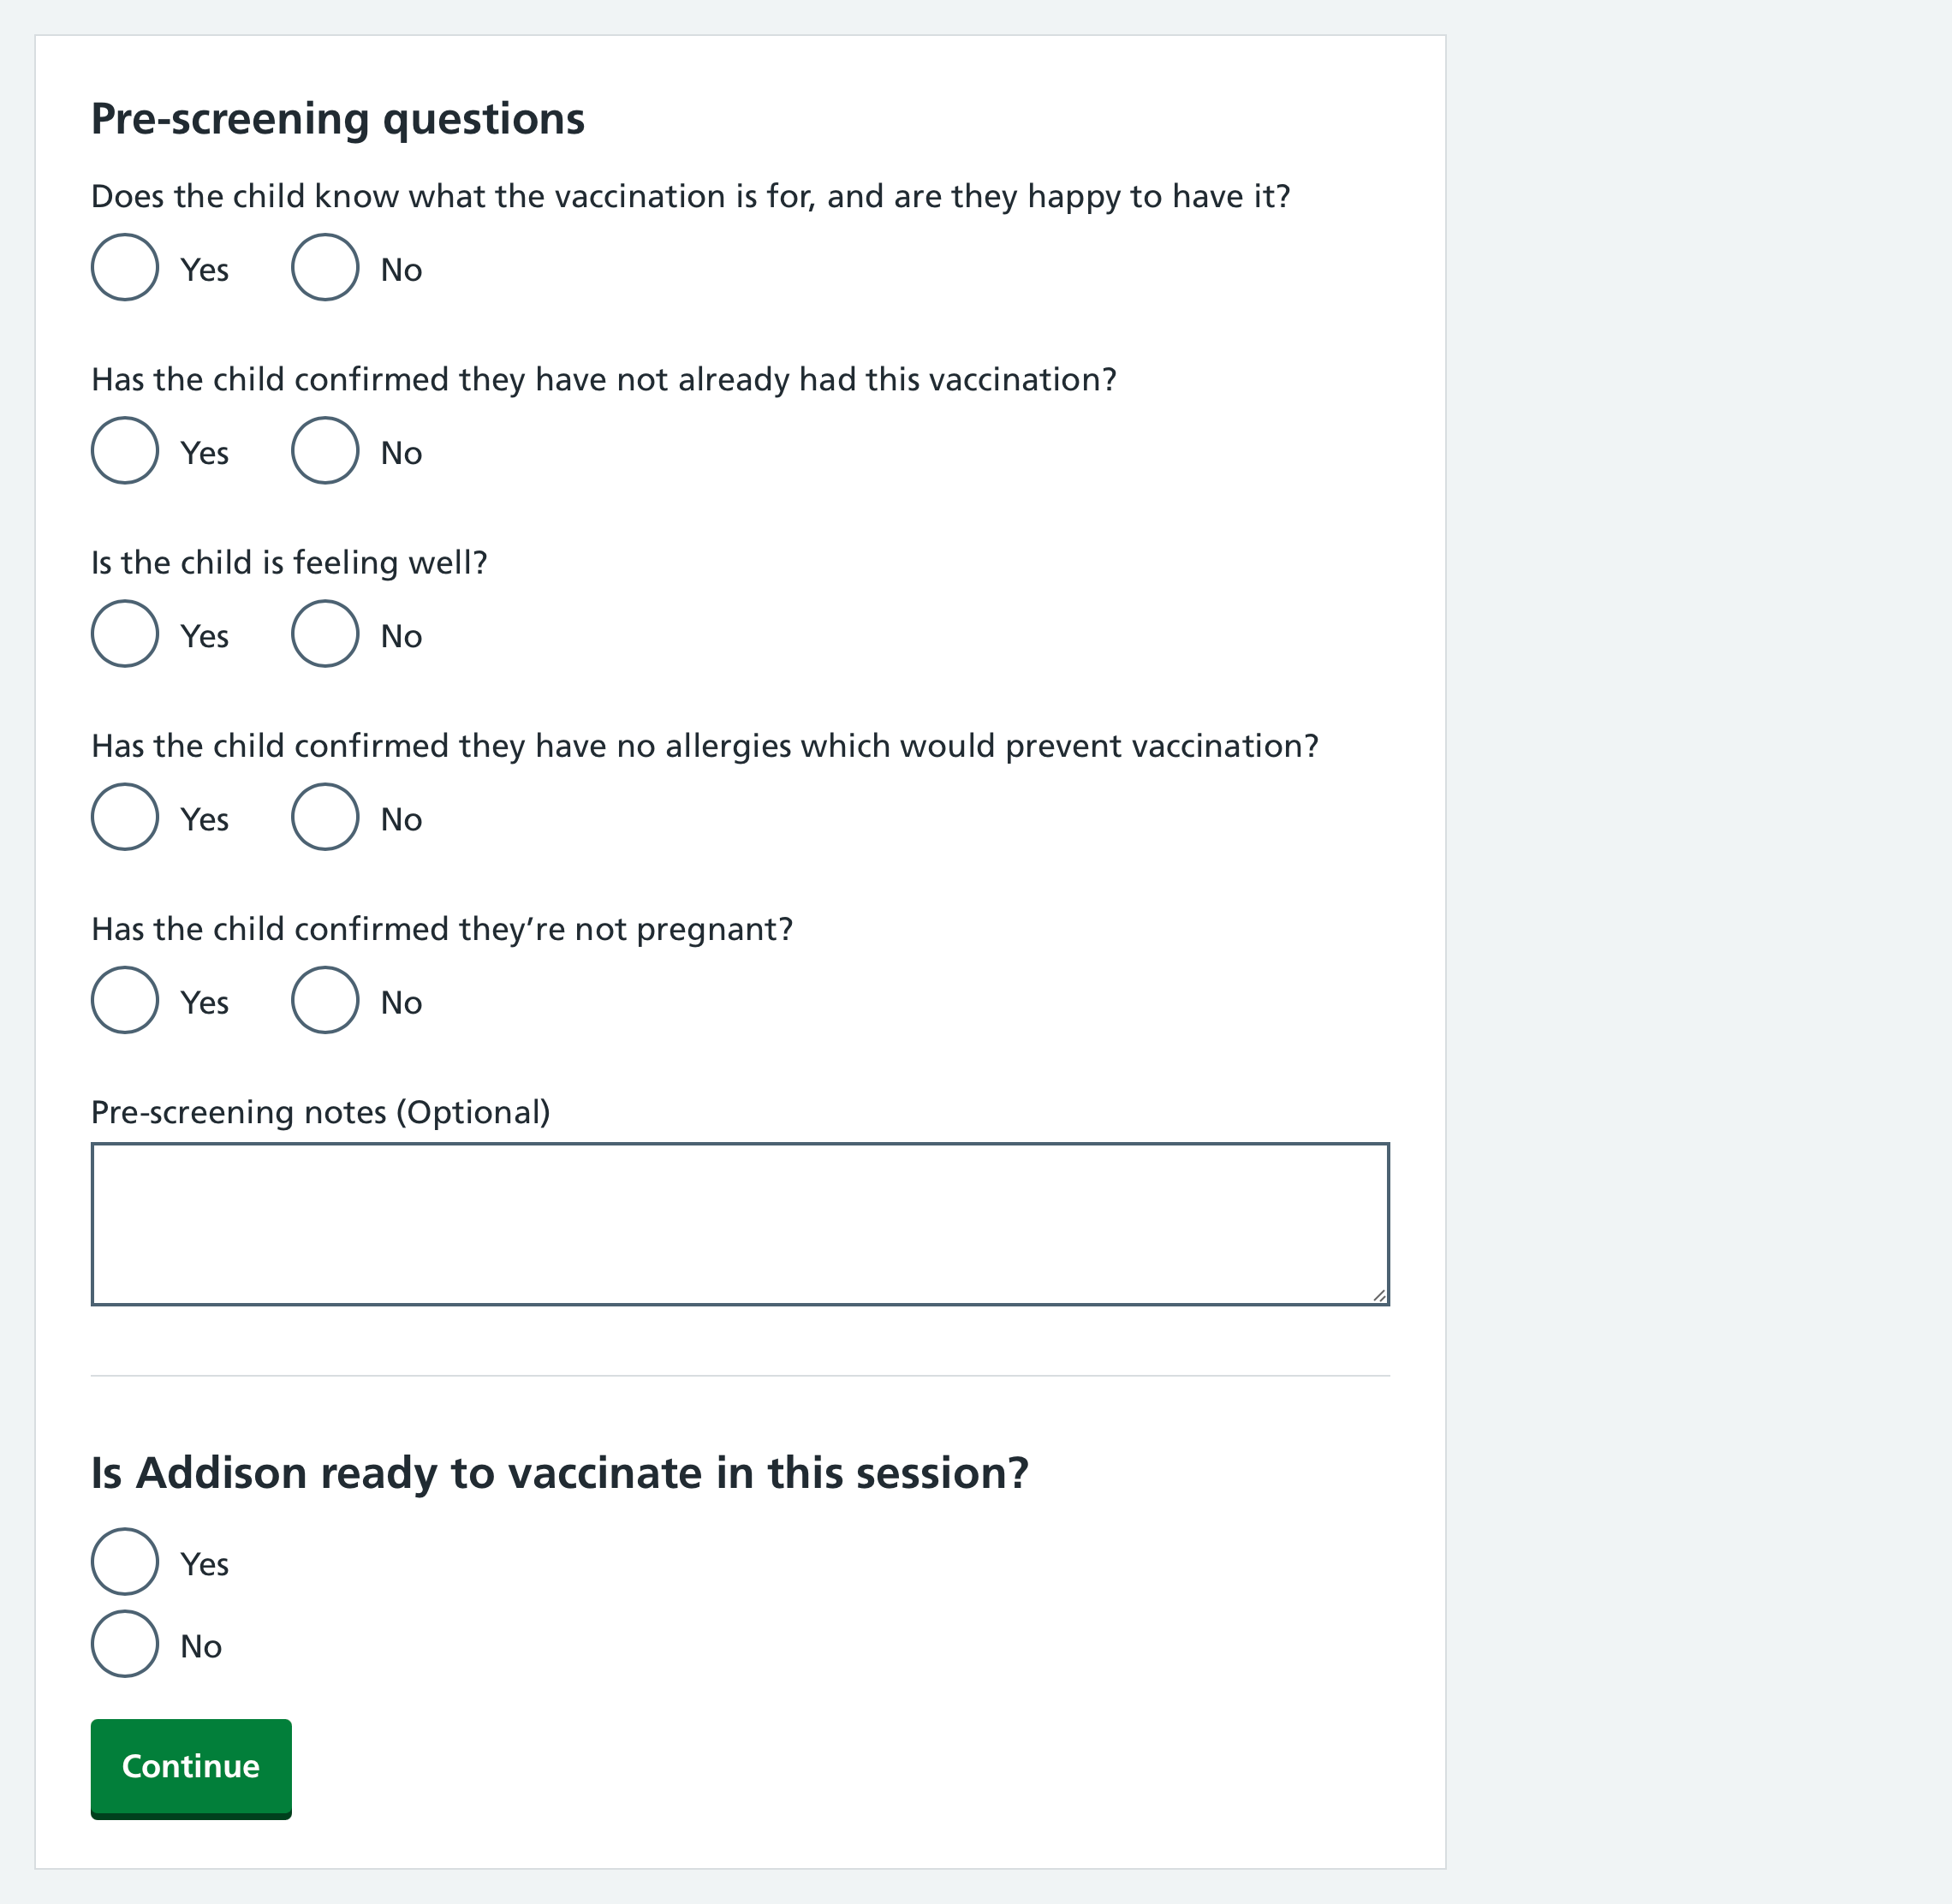 Pre-screening questions
Does the child know what the vaccination is for, and are they happy to have it?
Yes No
Has the child confirmed they have not already had this vaccination?
Yes No
Is the child is feeling well?
Yes No
Has the child confirmed they have no allergies which would prevent vaccination?
Yes No
Has the child confirmed they’re not pregnant?
Yes No
Pre-screening notes (Optional)
Is Addison ready to vaccinate in this session?
Yes
No
Continue